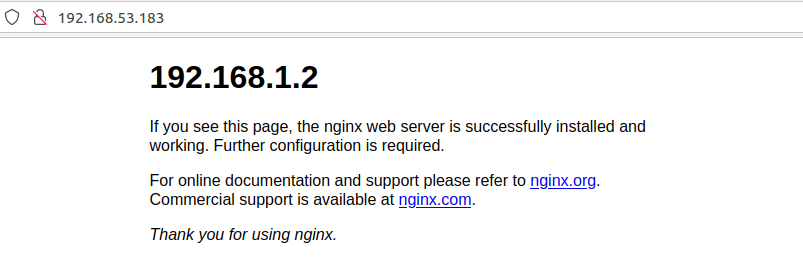 192.168.53.183
192.168.1.2
If you see this page, the nginx web server is successfully installed and
working. Further configuration is required.
For online documentation and support please refer to nginx.org.
Commercial support is available at nginx.com.
Thank you for using nginx.